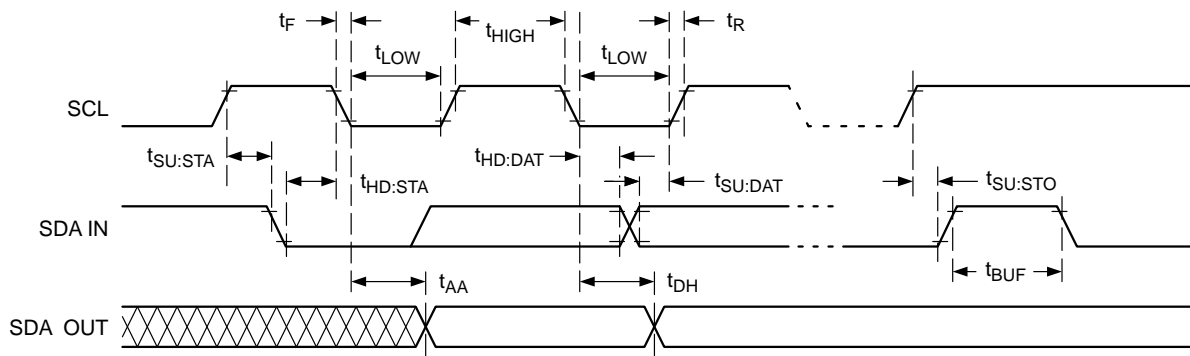 tF
tHIGH
tR
tLOW
tLOW
SCL
tSU:STA
tHD:STA
tHD:DAT
tSU:DAT
tSU:STO
SDA IN
tBUF
tAA
tDH
SDA OUT